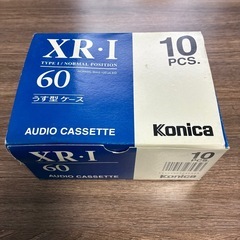 XR·I
10
PCS.
TYPE I / NORMAL POSITION
60
うす型 ケース
AUDIO CASSETTE
Konica
XR·I
10
60
AUDIO CASSETTE
Konica